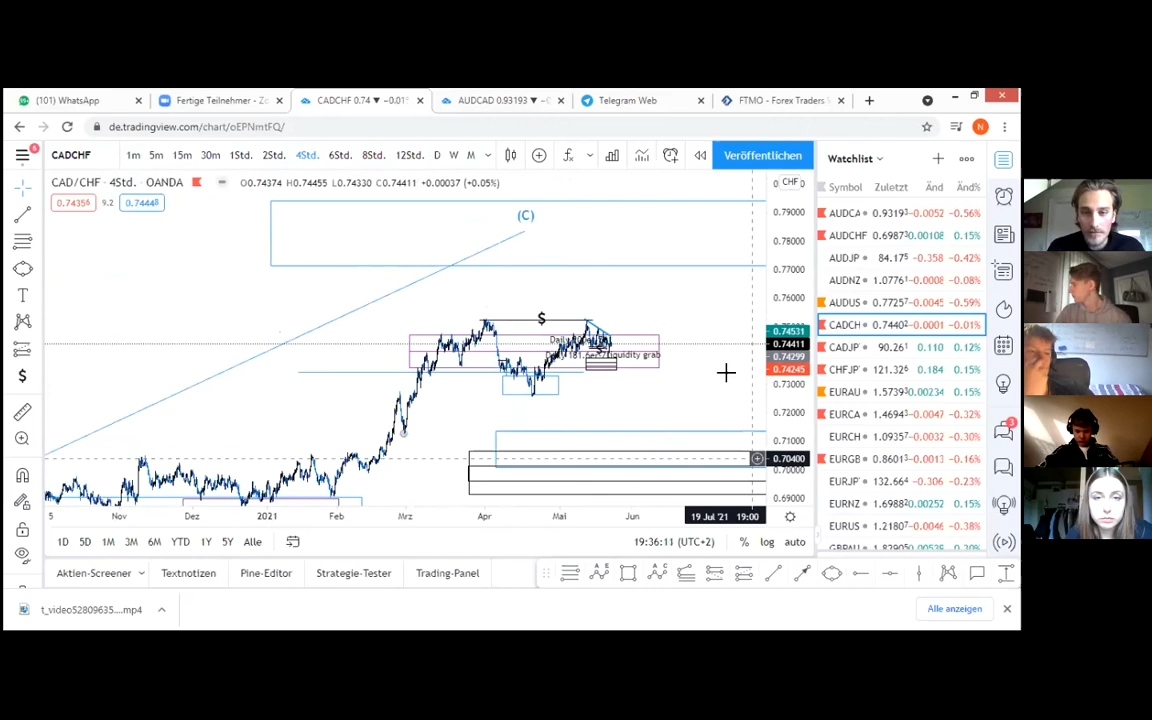 (101) WhatsApp
Fertige Teilnehmer - Zo
CADCHF 0.74 ▼ −0.01
AUDCAD 0.93193 ▼ −
Telegram Web
FTMO - Forex Traders
de.tradingview.com/chart/oEPNmtFQ/
N
6
CADCHF 1m 5m 15m 30m 1Std. 2Std. 4Std. 6Std. 8Std. 12Std. D W M
Veröffentlichen
Watchlist
CAD/CHF · 4Std. · OANDA O0.74374 H0.74455 L0.74330 C0.74411 +0.00037 (+0.05%)
CHF
0.74356 9.2 0.74448
Symbol Zuletzt Änd Änd%
AUDCA 0.93193 -0.0052 -0.56%
AUDCHF 0.69873 0.00108 0.15%
AUDJP 84.175 -0.358 -0.42%
AUDNZ 1.07761 -0.0008 -0.08%
AUDUS 0.77257 -0.0045 -0.59%
CADCH 0.74402 -0.0001 -0.01%
CADJP 90.261 0.110 0.12%
CHFJP 121.326 0.184 0.15%
EURAU 1.57393 0.00234 0.15%
EURCA 1.4694 -0.0047 -0.32%
EURCH 1.09357 -0.0032 -0.30%
EURGB 0.86013 -0.0013 -0.16%
EURJP 132.664 -0.306 -0.23%
EURNZ 1.69882 0.00252 0.15%
EURUS 1.21807 -0.0046 -0.38%
(C)
$
Daily
Daily 161.
liquidity grab
0.79000
0.78000
0.77000
0.76000
0.74531
0.74411
0.74299
0.74245
0.73000
0.72000
0.71000
0.70400
0.70000
0.69000
5 Nov Dez 2021 Feb Mrz Apr Mai Jun 19 Jul '21 19:00
1D 5D 1M 3M 6M YTD 1Y 5Y Alle
19:36:11 (UTC+2) % log auto
Aktien-Screener Textnotizen Pine-Editor Strategie-Tester Trading-Panel
t_video52809635....mp4
Alle anzeigen